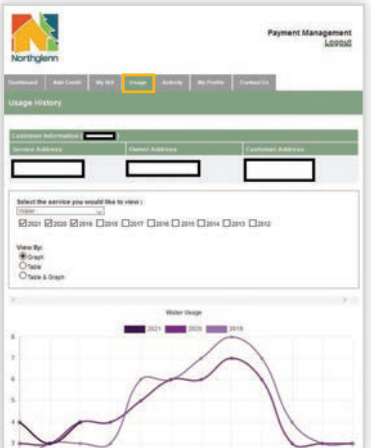 Northglenn
Payment Management
Logout
Dashboard Add Credit My Bill Usage Activity My Profile Contact Us
Usage History
Customer Information ( )
Service Address Owner Address Customer Address
Select the service you would like to view :
Water
2021 2020 2019 2018 2017 2016 2015 2014 2013 2012
View By:
Graph
Table
Table & Graph
Water Usage
2021 2020 2019
8
7
6
5
4
3